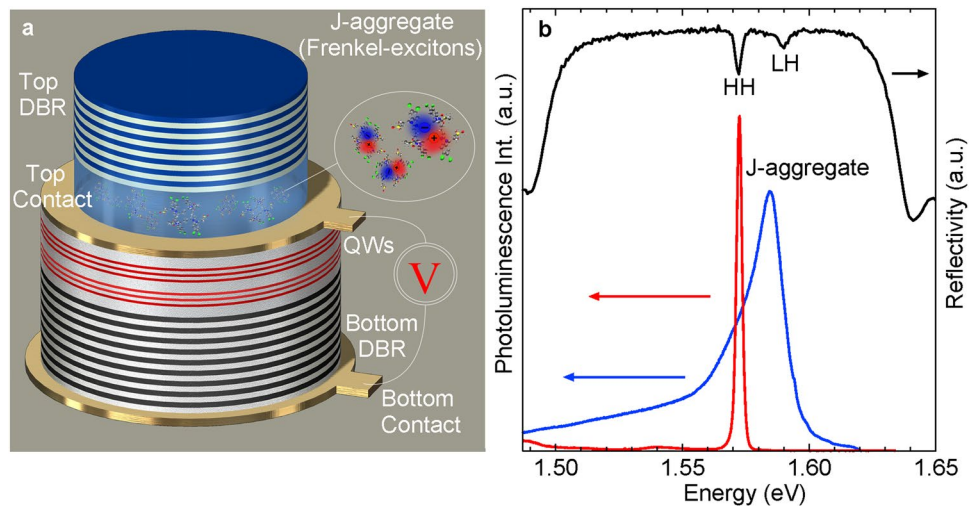 a
J-aggregate
(Frenkel-excitons)
Top
DBR
Top
Contact
QWs
V
Bottom
DBR
Bottom
Contact
b
HH
LH
J-aggregate
Photoluminescence Int. (a.u.)
Reflectivity (a.u.)
1.50 1.55 1.60 1.65
Energy (eV)